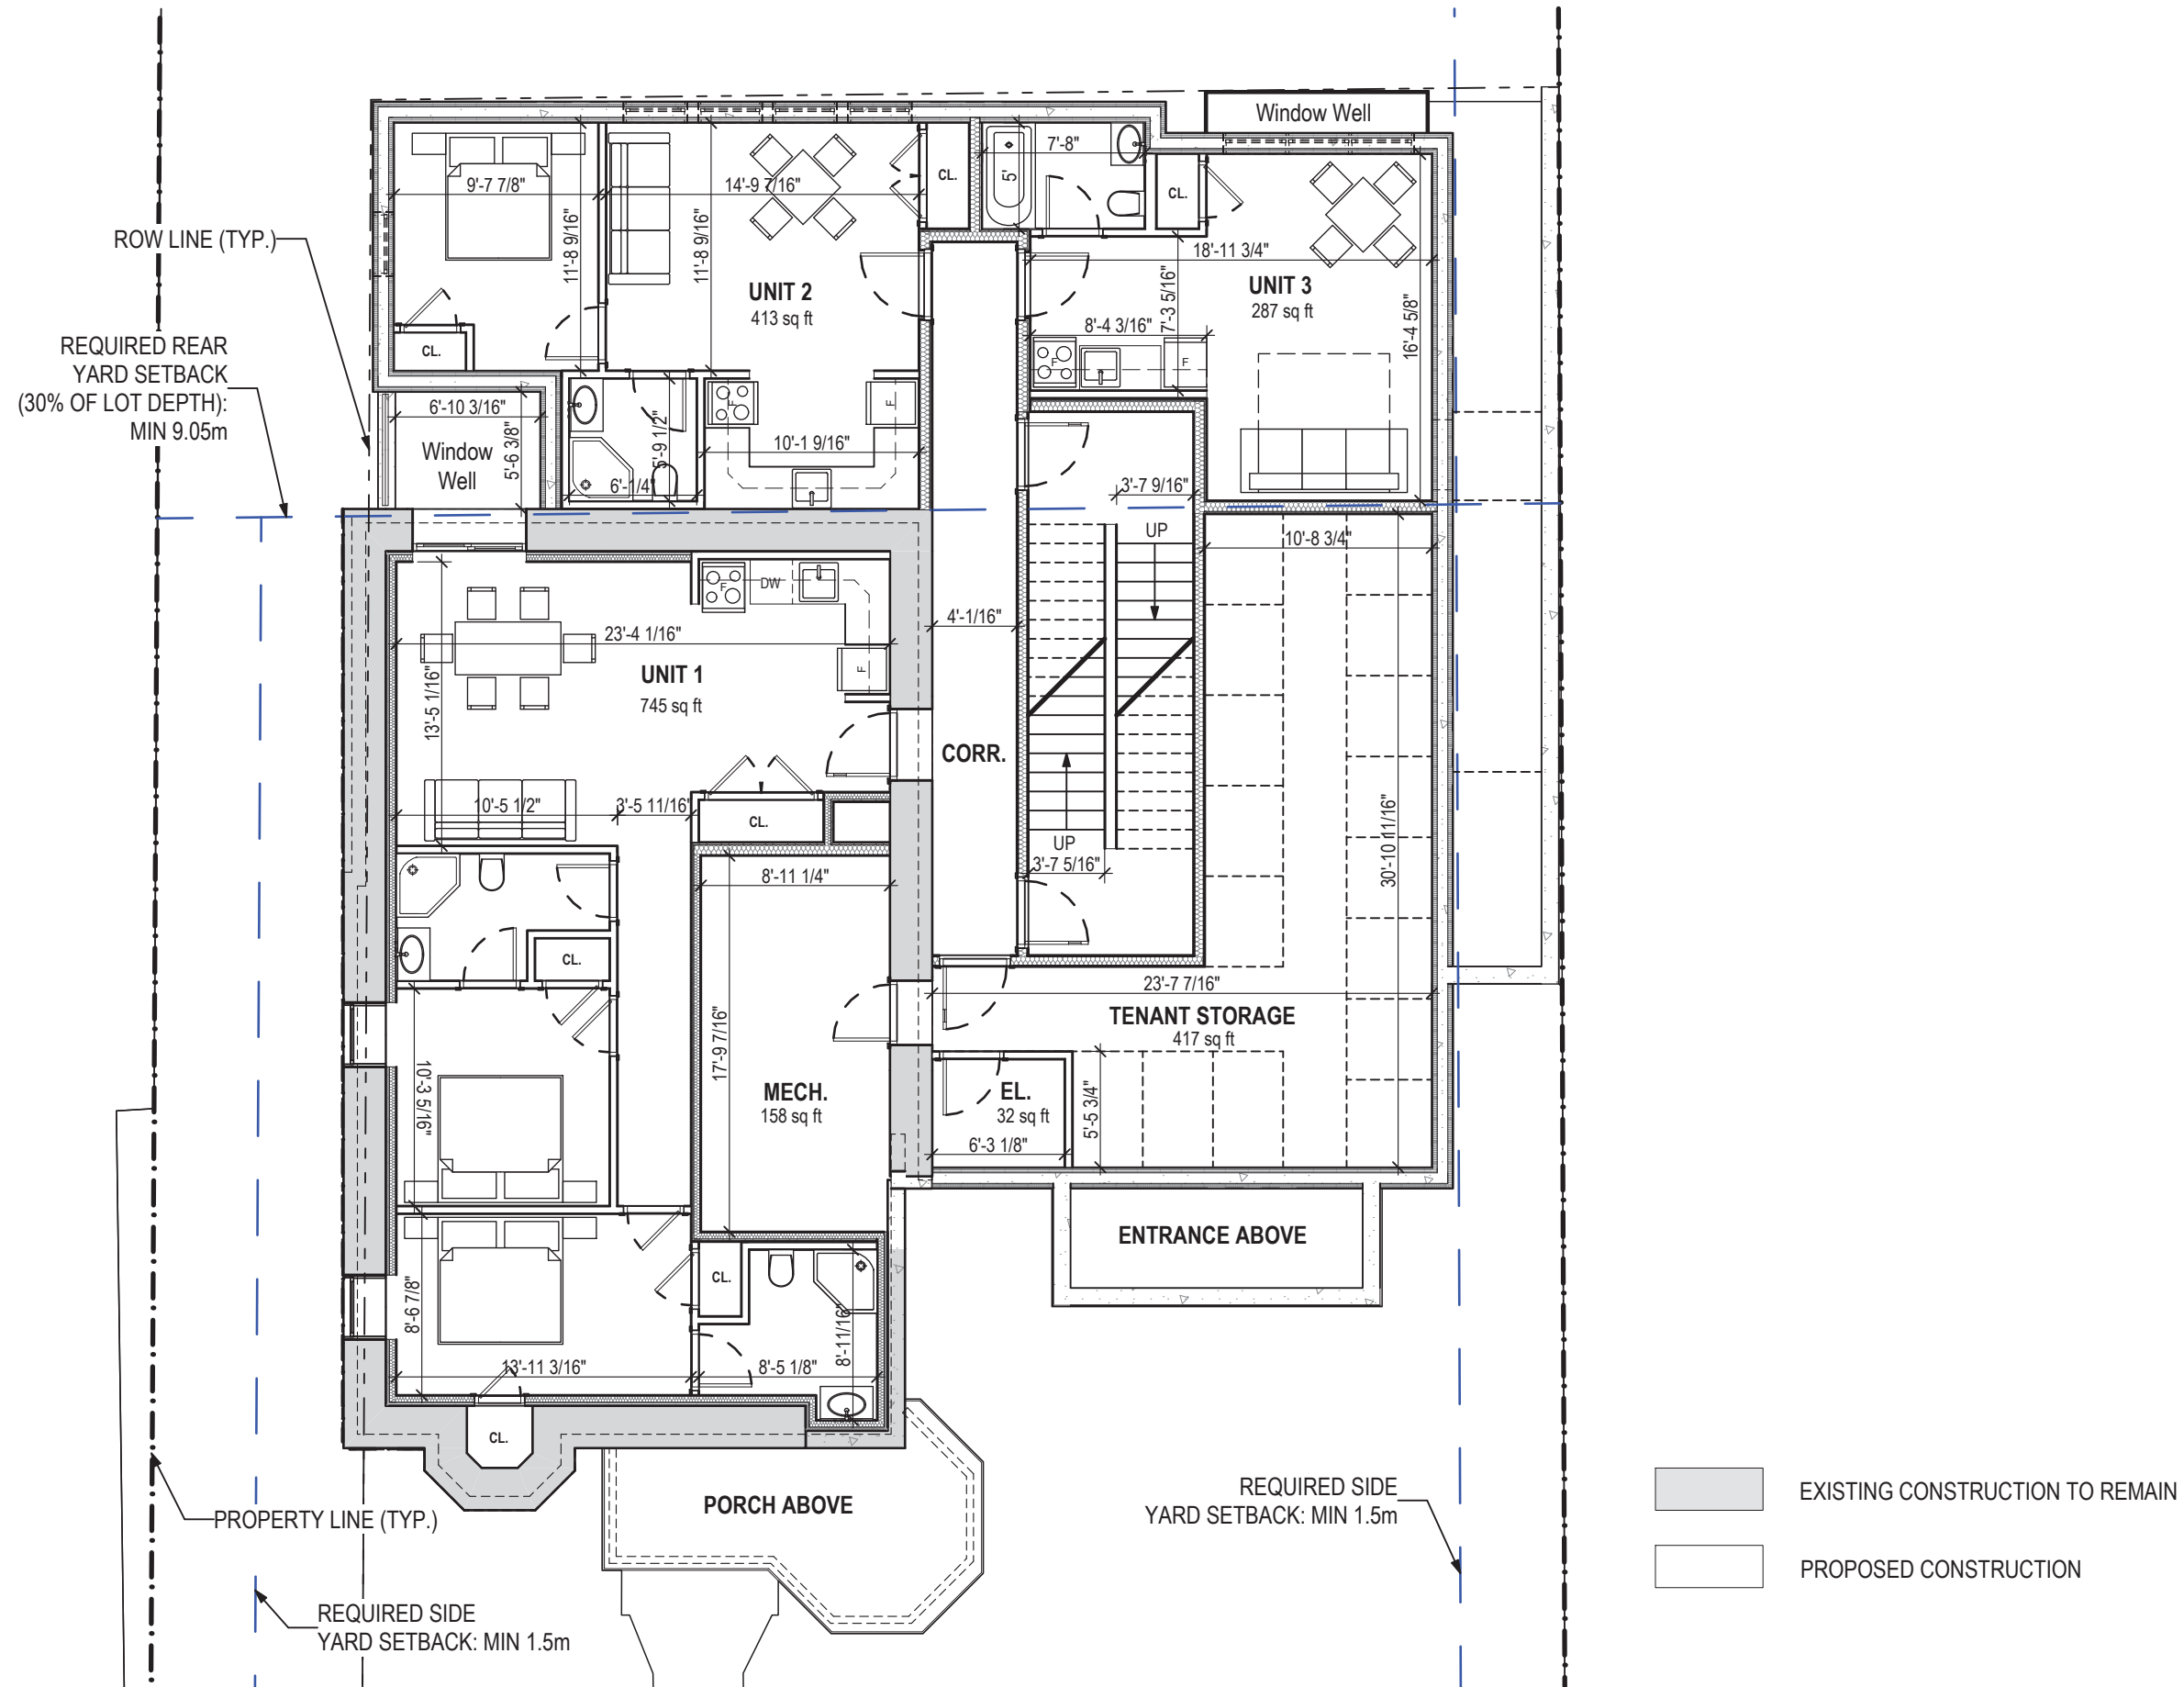 Window Well
7'-8"
CL.
5'
CL.
9'-7 7/8"
14'-9 7/16"
11'-8 9/16"
11'-8 9/16"
ROW LINE (TYP.)
18'-11 3/4"
UNIT 2
413 sq ft
UNIT 3
287 sq ft
7'-3 5/16"
16'-4 5/8"
8'-4 3/16"
REQUIRED REAR
YARD SETBACK
(30% OF LOT DEPTH):
MIN 9.05m
CL.
F
F
F
F
6'-10 3/16"
5'-6 3/8"
Window
Well
5'-9 1/2"
10'-1 9/16"
6'-1/4"
3'-7 9/16"
UP
10'-8 3/4"
F
DW
4'-1/16"
23'-4 1/16"
F
UNIT 1
745 sq ft
13'-5 1/16"
CORR.
10'-5 1/2"
3'-5 11/16"
CL.
UP
3'-7 5/16"
30'-10 11/16"
8'-11 1/4"
CL.
23'-7 7/16"
TENANT STORAGE
417 sq ft
17'-9 7/16"
10'-3 5/16"
MECH.
158 sq ft
EL.
32 sq ft
5'-5 3/4"
6'-3 1/8"
ENTRANCE ABOVE
CL.
8'-6 7/8"
8'-11/16"
13'-11 3/16"
8'-5 1/8"
CL.
PORCH ABOVE
PROPERTY LINE (TYP.)
REQUIRED SIDE
YARD SETBACK: MIN 1.5m
REQUIRED SIDE
YARD SETBACK: MIN 1.5m
EXISTING CONSTRUCTION TO REMAIN
PROPOSED CONSTRUCTION